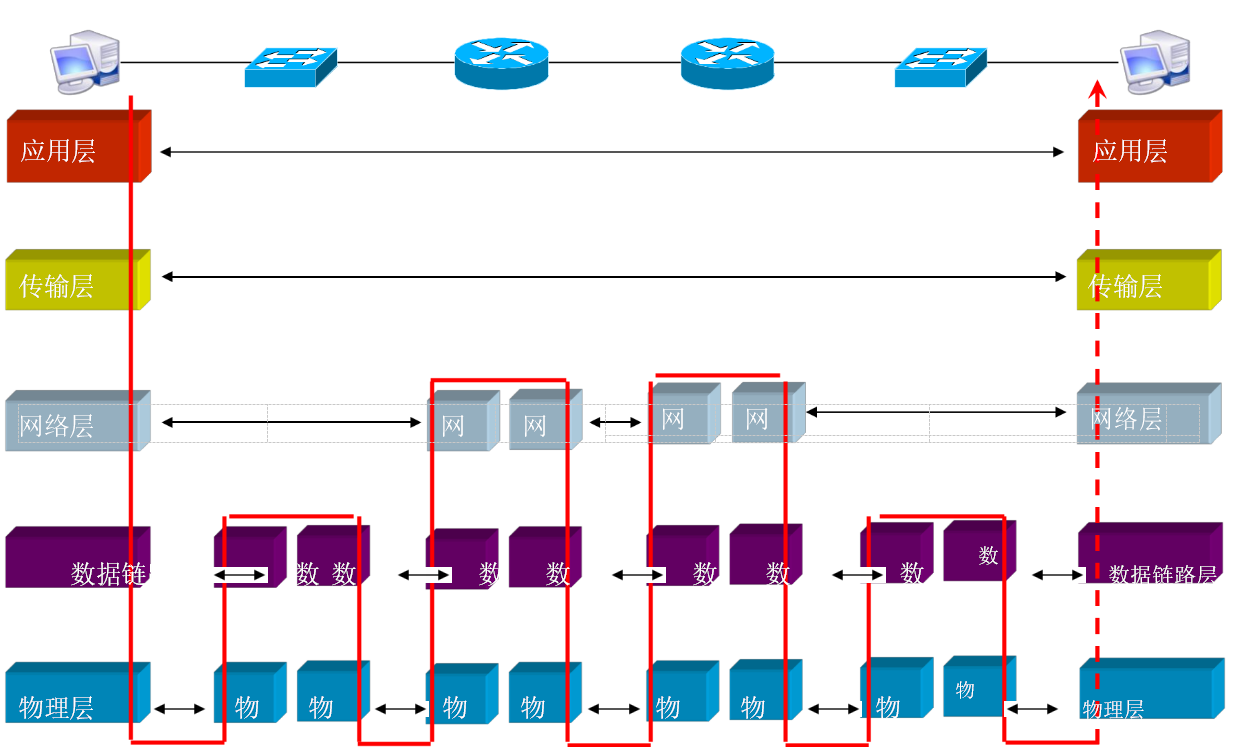 应用层 应用层
传输层 传输层
网络层 网 网 网 网 网络层
数据链 数 数 数 数 数 数 数 数 数据链路层
物理层 物 物 物 物 物 物 物 物 物理层